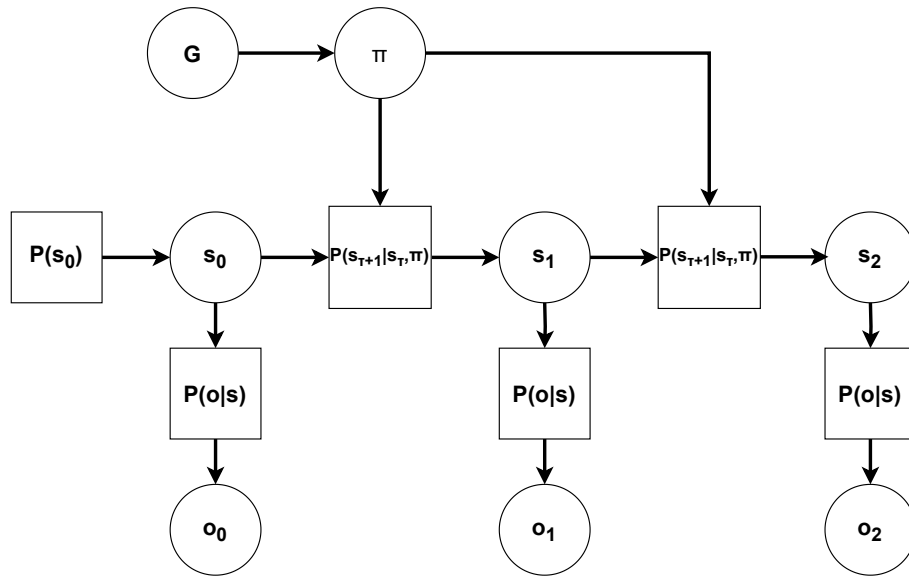 G
π
P(s₀)
s₀
P(sτ+1|sτ,π)
s₁
P(sτ+1|sτ,π)
s₂
P(o|s)
P(o|s)
P(o|s)
o₀
o₁
o₂